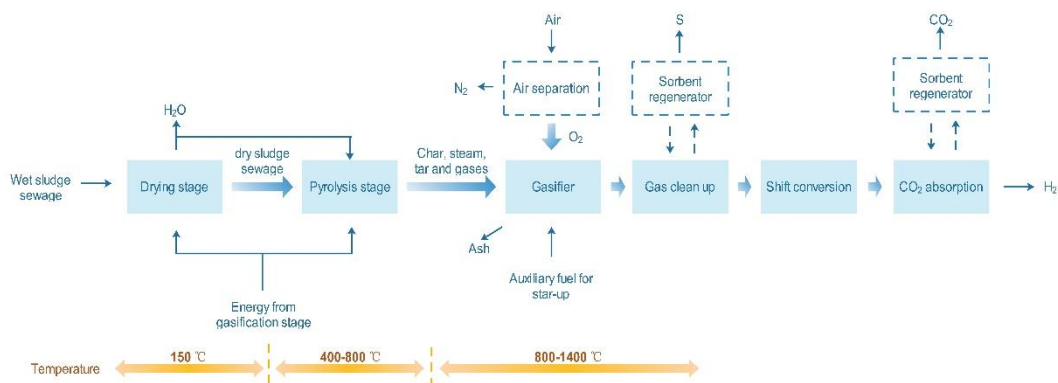 Air
S
CO₂
N₂
Air separation
Sorbent
regenerator
Sorbent
regenerator
H₂O
O₂
dry sludge
sewage
Char, steam,
tar and gases
Wet sludge
sewage
Drying stage
Pyrolysis stage
Gasifier
Gas clean up
Shift conversion
CO₂ absorption
H₂
Ash
Auxiliary fuel for
star-up
Energy from
gasification stage
Temperature
150 ℃
400-800 ℃
800-1400 ℃